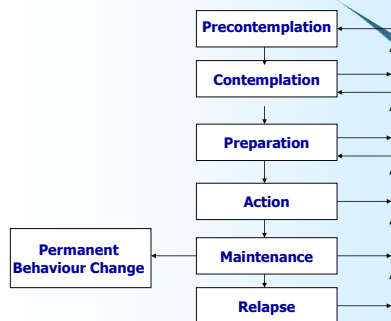 Precontemplation
Contemplation
Preparation
Action
Permanent
Behaviour Change
Maintenance
Relapse